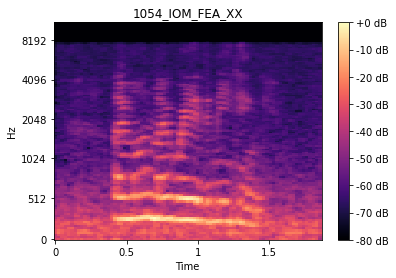 1054_IOM_FEA_XX
+0 dB
8192
-10 dB
4096
-20 dB
-30 dB
2048
-40 dB
Hz
1024
-50 dB
512
-60 dB
-70 dB
0
-80 dB
0 0.5 1 1.5
Time